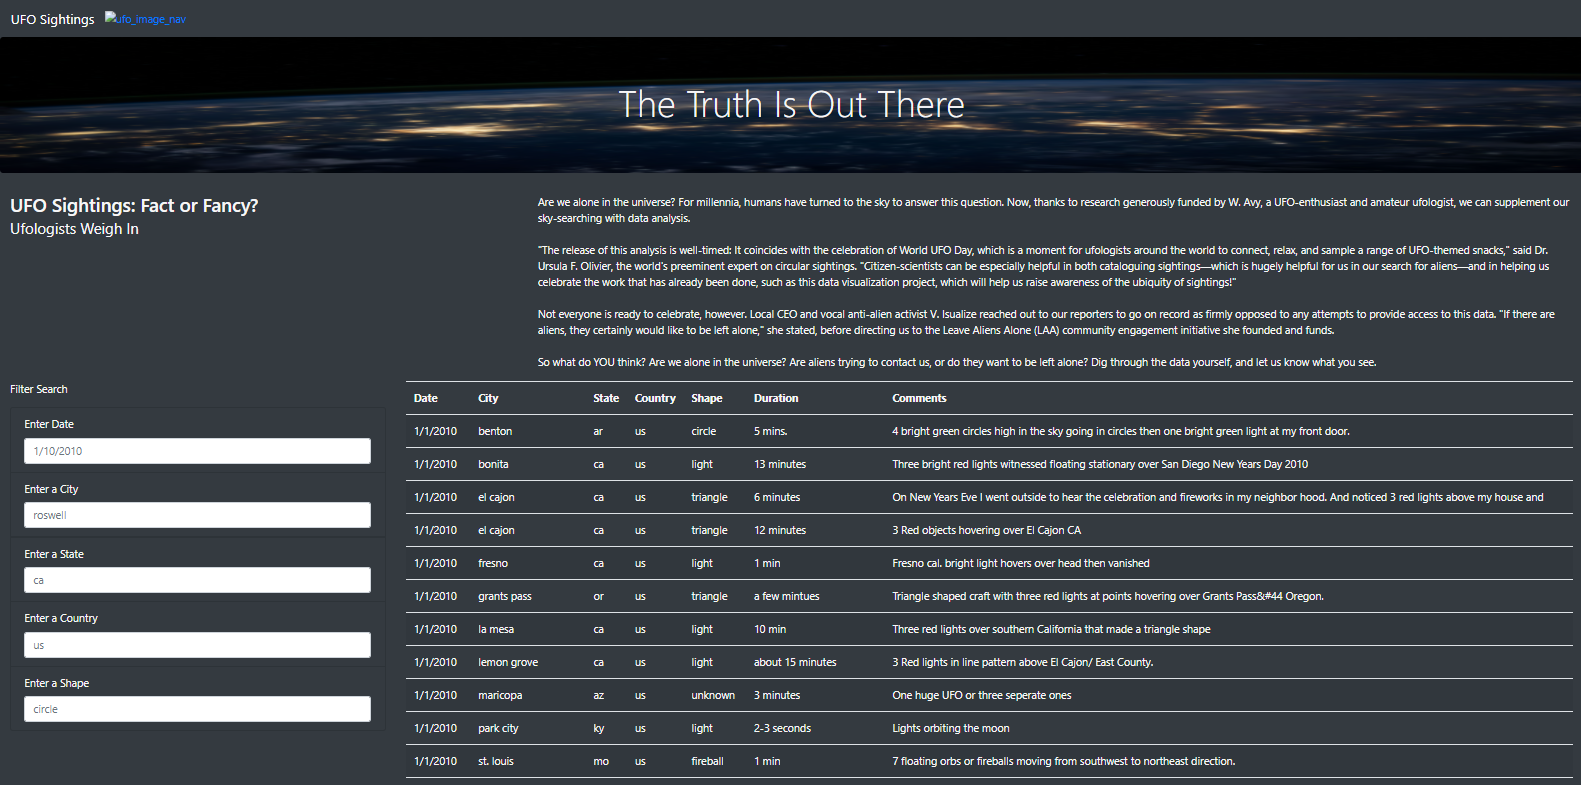 UFO Sightings ufo_image_nav
The Truth Is Out There
UFO Sightings: Fact or Fancy?
Ufologists Weigh In
Are we alone in the universe? For millennia, humans have turned to the sky to answer this question. Now, thanks to research generously funded by W. Avy, a UFO-enthusiast and amateur ufologist, we can supplement our
sky-searching with data analysis.
"The release of this analysis is well-timed: It coincides with the celebration of World UFO Day, which is a moment for ufologists around the world to connect, relax, and sample a range of UFO-themed snacks," said Dr.
Ursula F. Olivier, the world's preeminent expert on circular sightings. "Citizen-scientists can be especially helpful in both cataloguing sightings—which is hugely helpful for us in our search for aliens—and in helping us
celebrate the work that has already been done, such as this data visualization project, which will help us raise awareness of the ubiquity of sightings!"
Not everyone is ready to celebrate, however. Local CEO and vocal anti-alien activist V. Isualize reached out to our reporters to go on record as firmly opposed to any attempts to provide access to this data. "If there are
aliens, they certainly would like to be left alone," she stated, before directing us to the Leave Aliens Alone (LAA) community engagement initiative she founded and funds.
So what do YOU think? Are we alone in the universe? Are aliens trying to contact us, or do they want to be left alone? Dig through the data yourself, and let us know what you see.
Filter Search
Enter Date
1/10/2010
Enter a City
roswell
Enter a State
ca
Enter a Country
us
Enter a Shape
circle
Date City State Country Shape Duration Comments
1/1/2010 benton ar us circle 5 mins. 4 bright green circles high in the sky going in circles then one bright green light at my front door.
1/1/2010 bonita ca us light 13 minutes Three bright red lights witnessed floating stationary over San Diego New Years Day 2010
1/1/2010 el cajon ca us triangle 6 minutes On New Years Eve I went outside to hear the celebration and fireworks in my neighbor hood. And noticed 3 red lights above my house and
1/1/2010 el cajon ca us triangle 12 minutes 3 Red objects hovering over El Cajon CA
1/1/2010 fresno ca us light 1 min Fresno cal. bright light hovers over head then vanished
1/1/2010 grants pass or us triangle a few mintues Triangle shaped craft with three red lights at points hovering over Grants Pass&#44 Oregon.
1/1/2010 la mesa ca us light 10 min Three red lights over southern California that made a triangle shape
1/1/2010 lemon grove ca us light about 15 minutes 3 Red lights in line pattern above El Cajon/ East County.
1/1/2010 maricopa az us unknown 3 minutes One huge UFO or three seperate ones
1/1/2010 park city ky us light 2-3 seconds Lights orbiting the moon
1/1/2010 st. louis mo us fireball 1 min 7 floating orbs or fireballs moving from southwest to northeast direction.